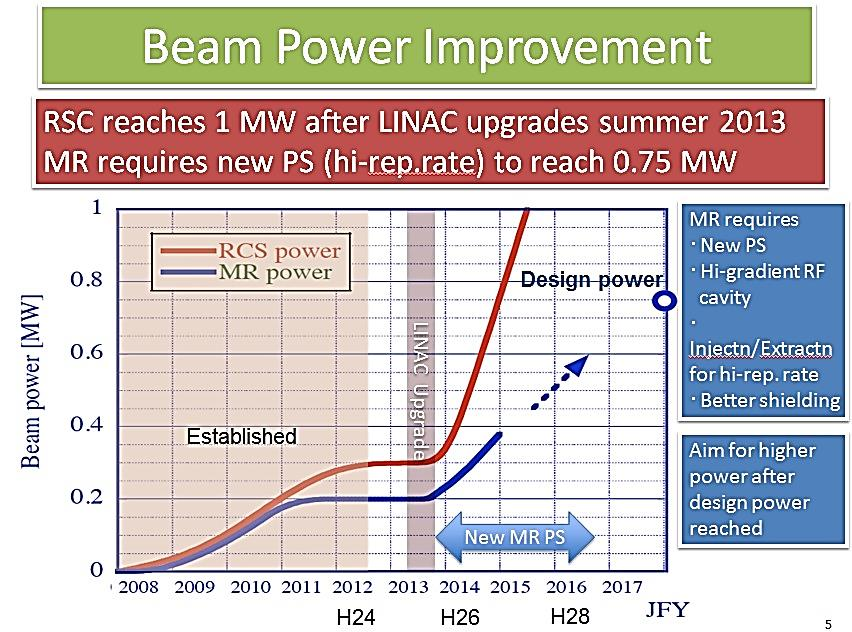 Beam Power Improvement
RSC reaches 1 MW after LINAC upgrades summer 2013
MR requires new PS (hi-rep.rate) to reach 0.75 MW
1
0.8
0.6
0.4
0.2
0
Beam power [MW]
RCS power
MR power
Design power
LINAC Upgrade
Established
New MR PS
2008 2009 2010 2011 2012 2013 2014 2015 2016 2017
H24 H26 H28
JFY
MR requires
・New PS
・Hi-gradient RF
cavity
・
Injectn/Extractn
for hi-rep. rate
・Better shielding
Aim for higher
power after
design power
reached
5